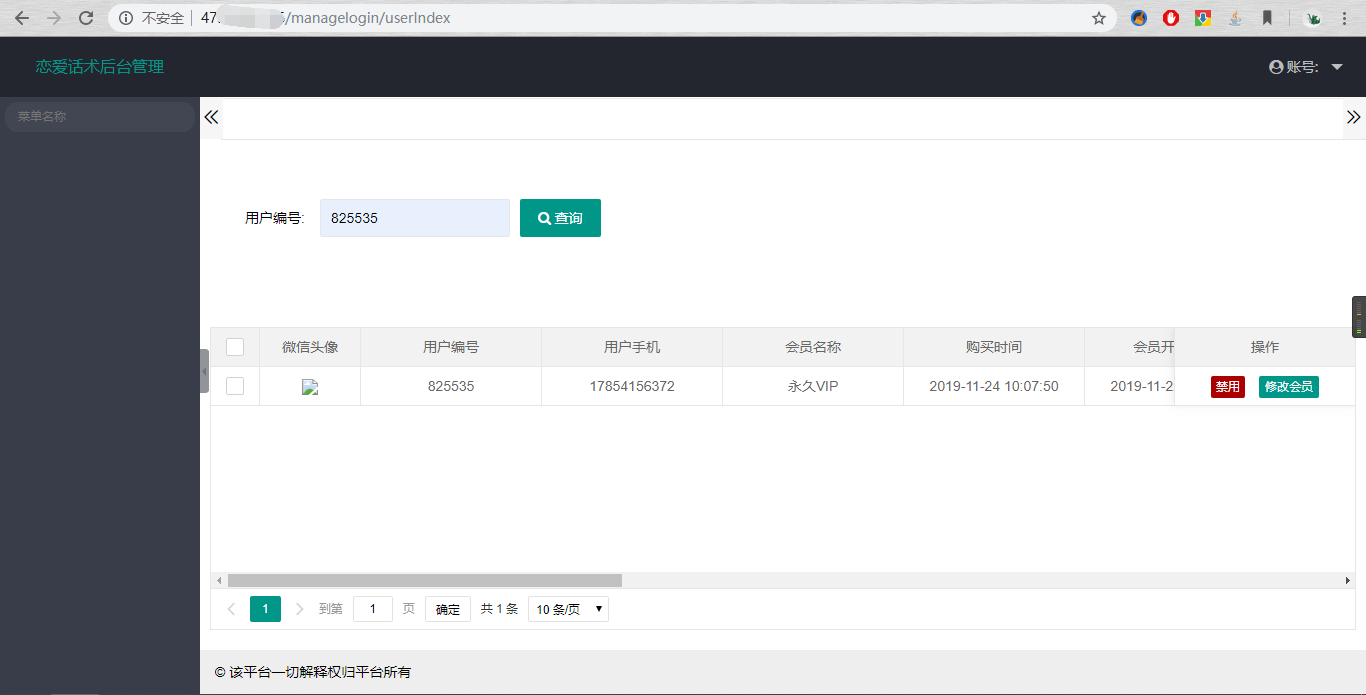 不安全 47. /managelogin/userIndex
恋爱话术后台管理 账号:
菜单名称
用户编号: 825535 查询
微信头像 用户编号 用户手机 会员名称 购买时间 会员开 操作
825535 17854156372 永久VIP 2019-11-24 10:07:50 2019-11-2 禁用 修改会员
1 到第 1 页 确定 共 1 条 10 条/页
© 该平台一切解释权归平台所有